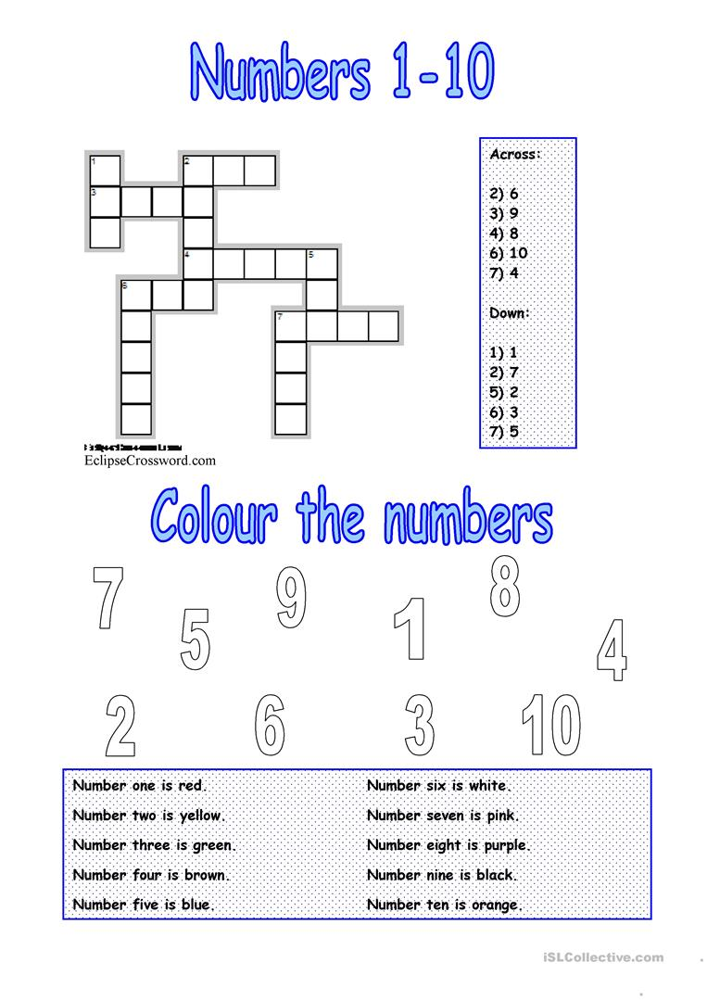 Numbers 1-10
1
2
3
4
5
6
7
Across:
2) 6
3) 9
4) 8
6) 10
7) 4
Down:
1) 1
2) 7
5) 2
6) 3
7) 5
EclipseCrossword.com
Colour the numbers
7 5 9 1 8 4
2 6 3 10
Number one is red.
Number two is yellow.
Number three is green.
Number four is brown.
Number five is blue.
Number six is white.
Number seven is pink.
Number eight is purple.
Number nine is black.
Number ten is orange.
iSLCollective.com